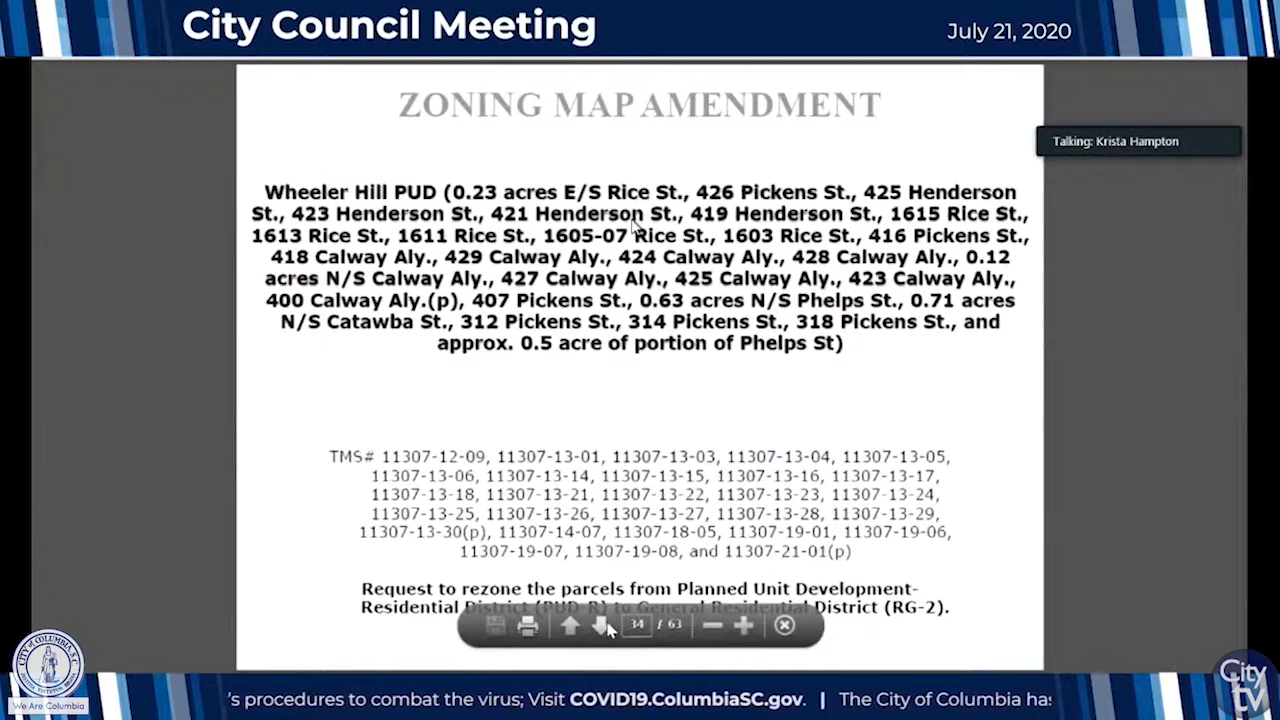 City Council Meeting
July 21, 2020
ZONING MAP AMENDMENT
Talking: Krista Hampton
Wheeler Hill PUD (0.23 acres E/S Rice St., 426 Pickens St., 425 Henderson
St., 423 Henderson St., 421 Henderson St., 419 Henderson St., 1615 Rice St.,
1613 Rice St., 1611 Rice St., 1605-07 Rice St., 1603 Rice St., 416 Pickens St.,
418 Calway Aly., 429 Calway Aly., 424 Calway Aly., 428 Calway Aly., 0.12
acres N/S Calway Aly., 427 Calway Aly., 425 Calway Aly., 423 Calway Aly.,
400 Calway Aly.(p), 407 Pickens St., 0.63 acres N/S Phelps St., 0.71 acres
N/S Catawba St., 312 Pickens St., 314 Pickens St., 318 Pickens St., and
approx. 0.5 acre of portion of Phelps St)
TMS# 11307-12-09, 11307-13-01, 11307-13-03, 11307-13-04, 11307-13-05,
11307-13-06, 11307-13-14, 11307-13-15, 11307-13-16, 11307-13-17,
11307-13-18, 11307-13-21, 11307-13-22, 11307-13-23, 11307-13-24,
11307-13-25, 11307-13-26, 11307-13-27, 11307-13-28, 11307-13-29,
11307-13-30(p), 11307-14-07, 11307-18-05, 11307-19-01, 11307-19-06,
11307-19-07, 11307-19-08, and 11307-21-01(p)
Request to rezone the parcels from Planned Unit Development-
Residential District (PUD-R) to General Residential District (RG-2).
34 / 63
CITY OF COLUMBIA, S.C.
We Are Columbia
's procedures to combat the virus; Visit COVID19.ColumbiaSC.gov. | The City of Columbia has
City tv